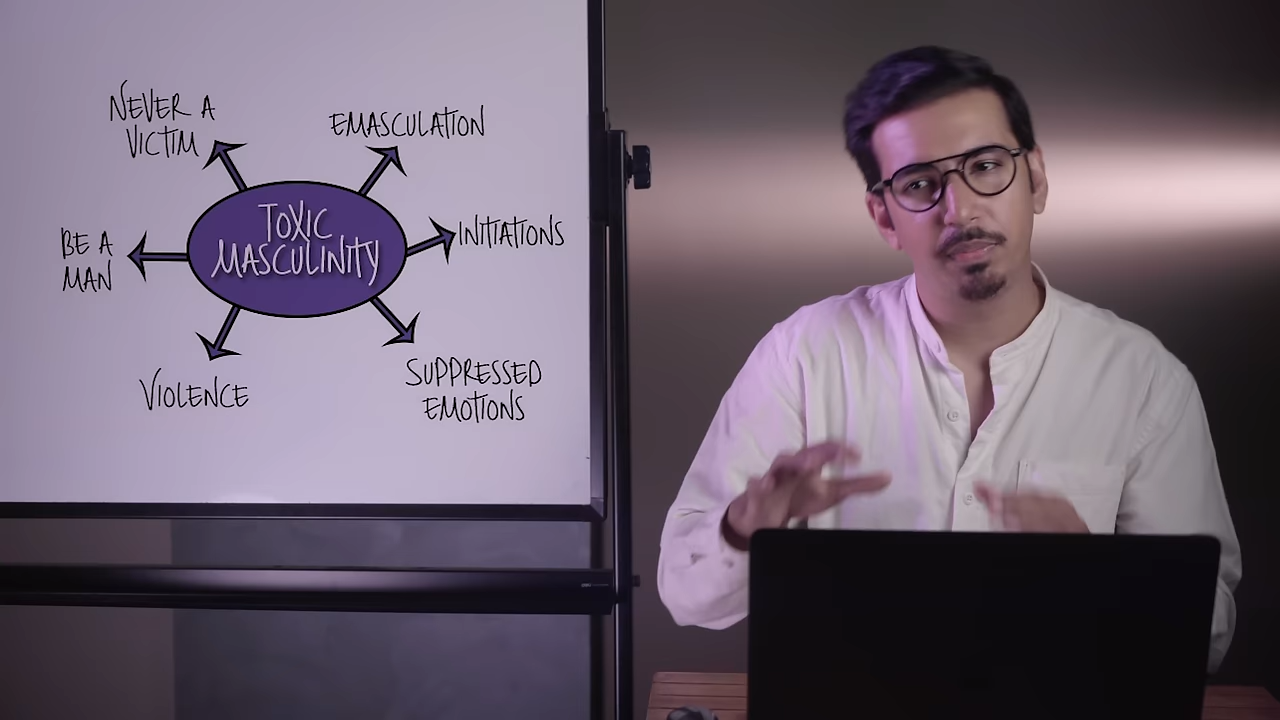 NEVER A
VICTIM
EMASCULATION
BE A
MAN
TOXIC
MASCULINITY
INITIATIONS
VIOLENCE
SUPPRESSED
EMOTIONS